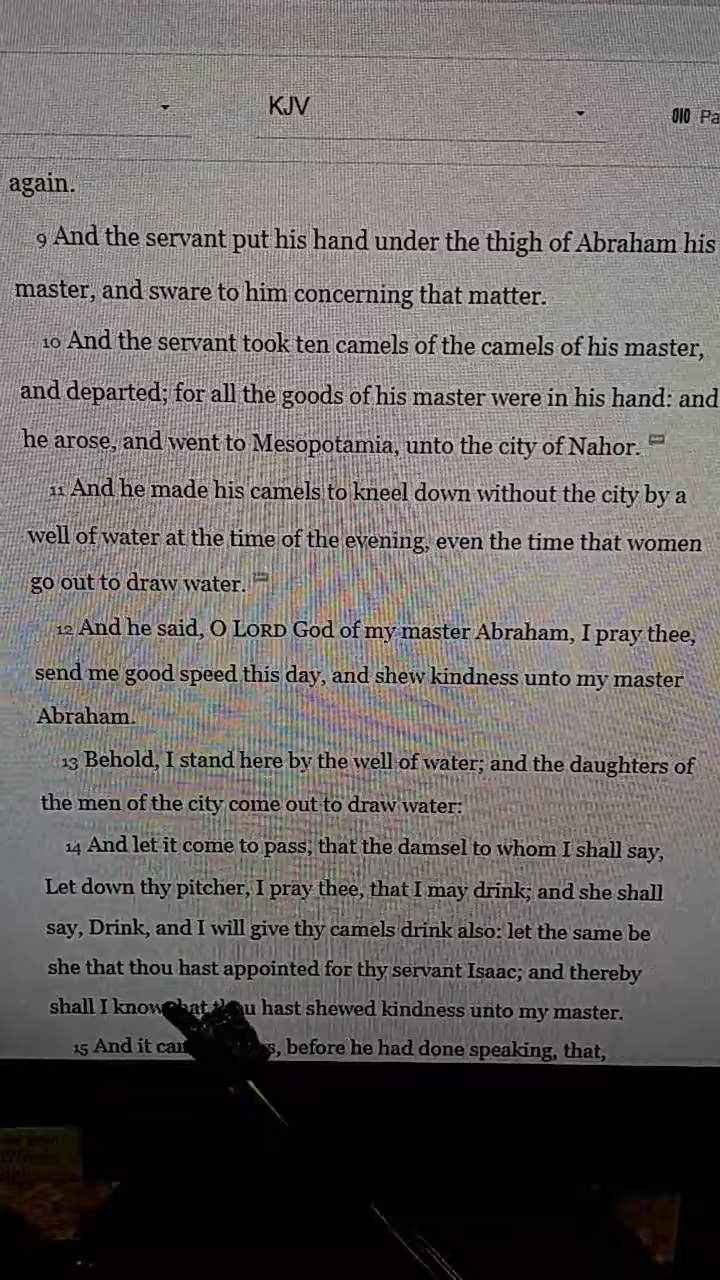 KJV
Pa
again.
9 And the servant put his hand under the thigh of Abraham his
master, and sware to him concerning that matter.
10 And the servant took ten camels of the camels of his master,
and departed; for all the goods of his master were in his hand: and
he arose, and went to Mesopotamia, unto the city of Nahor.
11 And he made his camels to kneel down without the city by a
well of water at the time of the evening, even the time that women
go out to draw water.
12 And he said, O LORD God of my master Abraham, I pray thee,
send me good speed this day, and shew kindness unto my master
Abraham.
13 Behold, I stand here by the well of water; and the daughters of
the men of the city come out to draw water:
14 And let it come to pass, that the damsel to whom I shall say,
Let down thy pitcher, I pray thee, that I may drink; and she shall
say, Drink, and I will give thy camels drink also: let the same be
she that thou hast appointed for thy servant Isaac; and thereby
shall I know hast shewed kindness unto my master.
15 And it before he had done speaking, that,